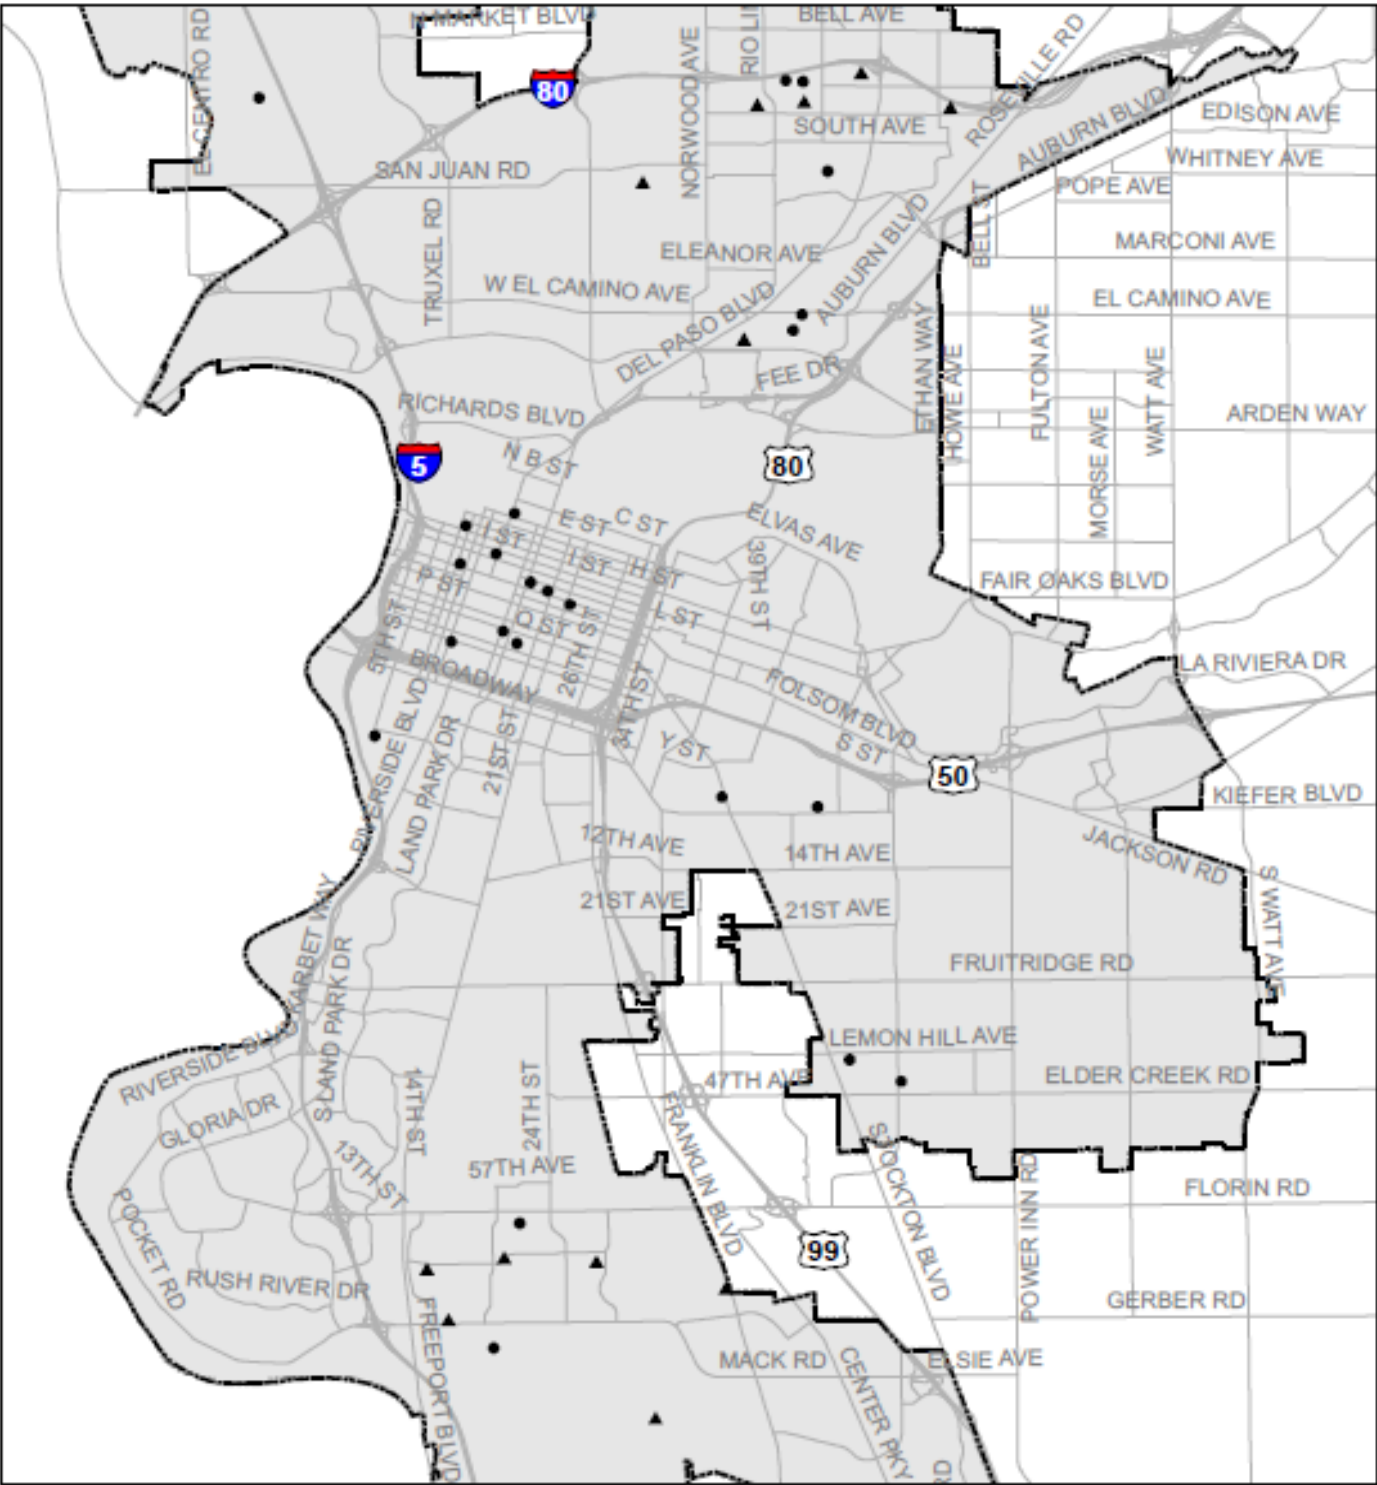 N MARKET BLVD
BELL AVE
EL CENTRO RD
NORWOOD AVE
RIO LI
ROSEVILLE RD
80
AUBURN BLVD
EDISON AVE
SOUTH AVE
WHITNEY AVE
SAN JUAN RD
POPE AVE
BELL ST
TRUXEL RD
ELEANOR AVE
AUBURN BLVD
MARCONI AVE
W EL CAMINO AVE
EL CAMINO AVE
DEL PASO BLVD
FEE DR
ETHAN WAY
HOWE AVE
FULTON AVE
WATT AVE
MORSE AVE
RICHARDS BLVD
ARDEN WAY
5
N B ST
80
E ST
C ST
ELVAS AVE
I ST
I ST
H ST
39TH ST
P ST
FAIR OAKS BLVD
L ST
Q ST
5TH ST
26TH ST
BROADWAY
LA RIVIERA DR
34TH ST
FOLSOM BLVD
RIVERSIDE BLVD
LAND PARK DR
21ST ST
Y ST
S ST
50
KIEFER BLVD
12TH AVE
14TH AVE
JACKSON RD
21ST AVE
21ST AVE
S WATT AVE
KARBET WAY
S LAND PARK DR
FRUITRIDGE RD
RIVERSIDE BLVD
LEMON HILL AVE
47TH AVE
ELDER CREEK RD
GLORIA DR
14TH ST
24TH ST
13TH ST
57TH AVE
FRANKLIN BLVD
STOCKTON BLVD
POWER INN RD
FLORIN RD
POCKET RD
99
RUSH RIVER DR
GERBER RD
FREEPORT BLVD
MACK RD
ELSIE AVE
CENTER PKY
RD